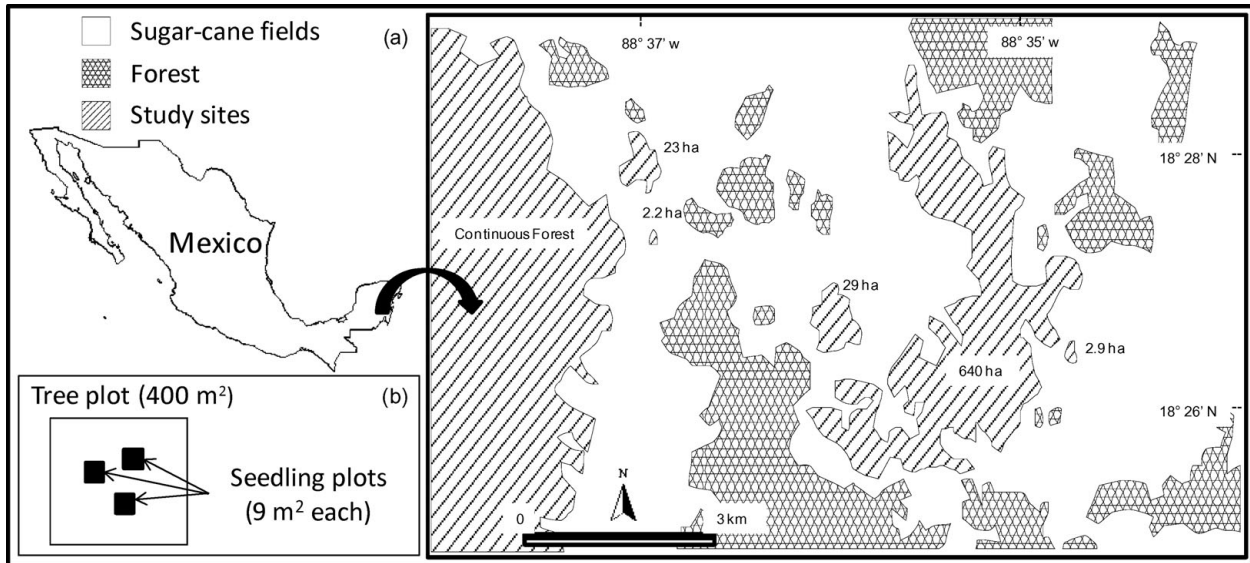 Sugar-cane fields
(a)
Forest
Study sites
Mexico
Tree plot (400 m²)
(b)
Seedling plots
(9 m² each)
88° 37' w
88° 35' w
23 ha
18° 28' N
2.2 ha
Continuous Forest
29 ha
2.9 ha
640 ha
18° 26' N
N
0
3 km